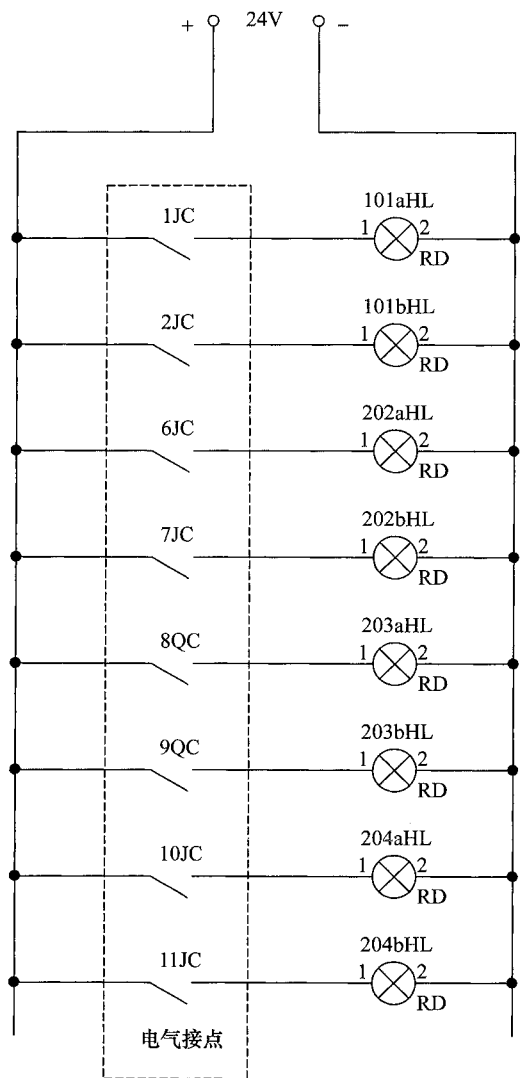 + 24V −
1JC 101aHL
1 2
RD
2JC 101bHL
1 2
RD
6JC 202aHL
1 2
RD
7JC 202bHL
1 2
RD
8QC 203aHL
1 2
RD
9QC 203bHL
1 2
RD
10JC 204aHL
1 2
RD
11JC 204bHL
1 2
RD
电气接点